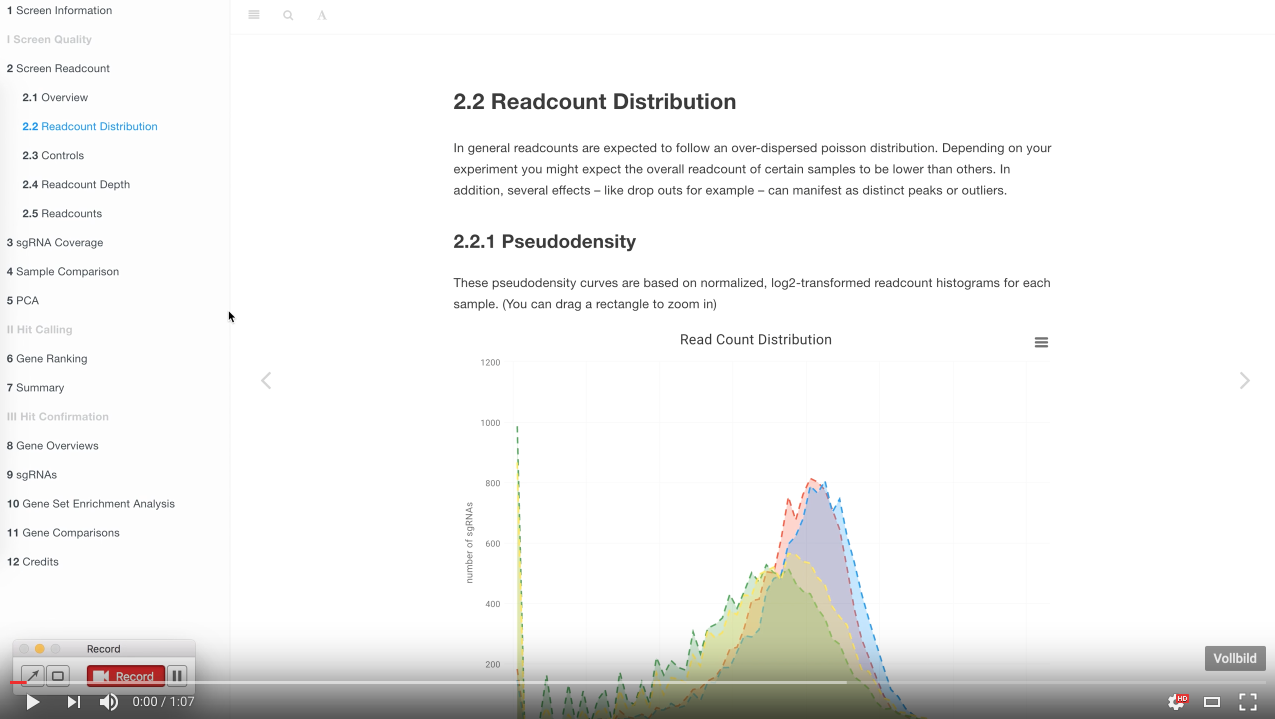 1 Screen Information
I Screen Quality
2 Screen Readcount
2.1 Overview
2.2 Readcount Distribution
2.3 Controls
2.4 Readcount Depth
2.5 Readcounts
3 sgRNA Coverage
4 Sample Comparison
5 PCA
II Hit Calling
6 Gene Ranking
7 Summary
III Hit Confirmation
8 Gene Overviews
9 sgRNAs
10 Gene Set Enrichment Analysis
11 Gene Comparisons
12 Credits
A
2.2 Readcount Distribution
In general readcounts are expected to follow an over-dispersed poisson distribution. Depending on your
experiment you might expect the overall readcount of certain samples to be lower than others. In
addition, several effects – like drop outs for example – can manifest as distinct peaks or outliers.
2.2.1 Pseudodensity
These pseudodensity curves are based on normalized, log2-transformed readcount histograms for each
sample. (You can drag a rectangle to zoom in)
Read Count Distribution
1200
1000
800
600
400
200
number of sgRNAs
Record
Record
Vollbild
0:00 / 1:07
HD